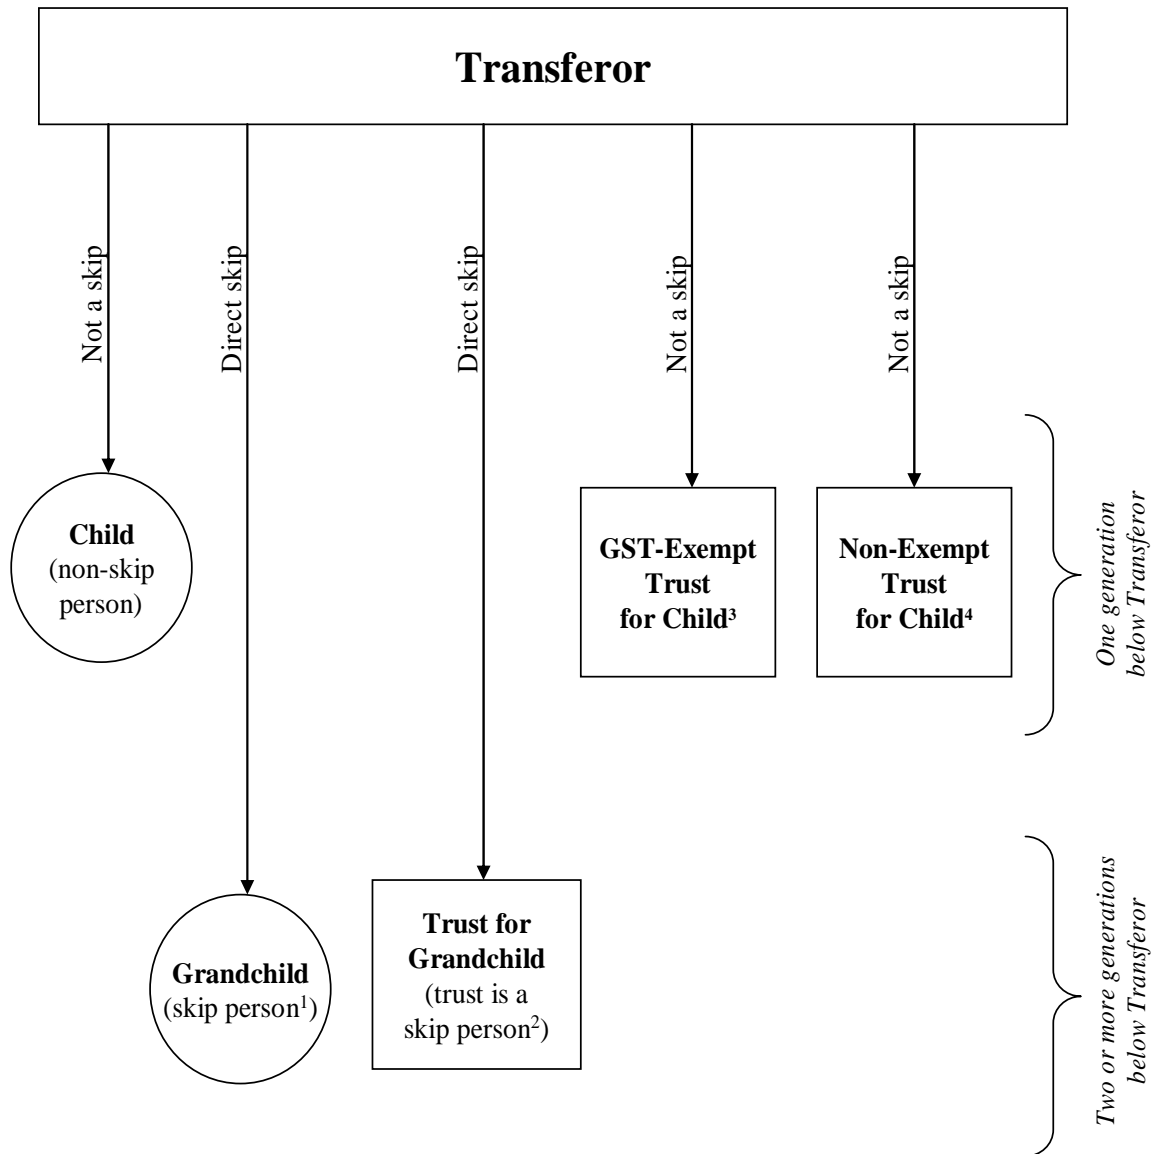 Transferor
Not a skip
Direct skip
Direct skip
Not a skip
Not a skip
Child
(non-skip
person)
GST-Exempt
Trust
for Child³
Non-Exempt
Trust
for Child⁴
One generation
below Transferor
Grandchild
(skip person¹)
Trust for
Grandchild
(trust is a
skip person²)
Two or more generations
below Transferor